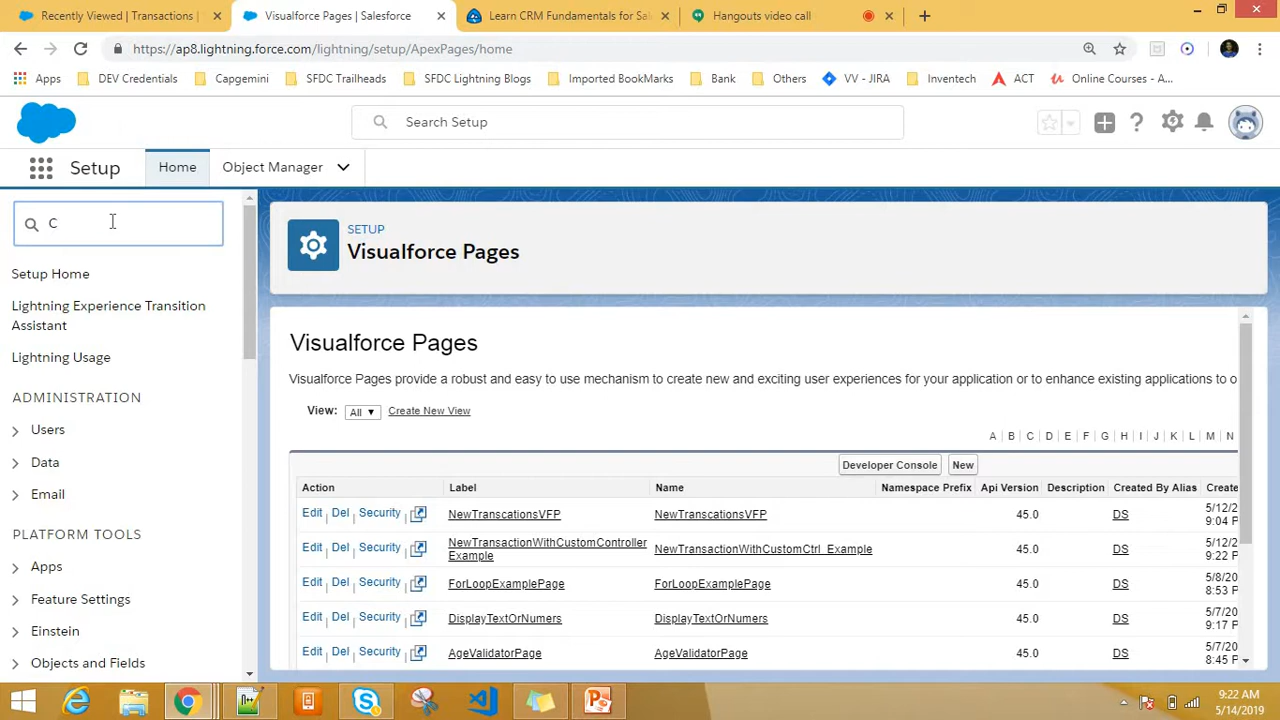 Recently Viewed | Transactions |
Visualforce Pages | Salesforce
Learn CRM Fundamentals for Sal
Hangouts video call
https://ap8.lightning.force.com/lightning/setup/ApexPages/home
Apps
DEV Credentials
Capgemini
SFDC Trailheads
SFDC Lightning Blogs
Imported BookMarks
Bank
Others
VV - JIRA
Inventech
ACT
Online Courses - A...
Search Setup
Setup
Home
Object Manager
C
Setup Home
Lightning Experience Transition
Assistant
Lightning Usage
ADMINISTRATION
Users
Data
Email
PLATFORM TOOLS
Apps
Feature Settings
Einstein
Objects and Fields
SETUP
Visualforce Pages
Visualforce Pages
Visualforce Pages provide a robust and easy to use mechanism to create new and exciting user experiences for your application or to enhance existing applications to o
View: All Create New View
A B C D E F G H I J K L M N
Developer Console New
Action Label Name Namespace Prefix Api Version Description Created By Alias Create
Edit | Del | Security | NewTranscationsVFP NewTranscationsVFP 45.0 DS 5/12/2
9:04 P
Edit | Del | Security | NewTransactionWithCustomController NewTransactionWithCustomCtrl_Example 45.0 DS 5/12/2
Example 9:22 P
Edit | Del | Security | ForLoopExamplePage ForLoopExamplePage 45.0 DS 5/8/20
8:53 P
Edit | Del | Security | DisplayTextOrNumers DisplayTextOrNumers 45.0 DS 5/7/20
9:17 P
Edit | Del | Security | AgeValidatorPage AgeValidatorPage 45.0 DS 5/7/20
8:45 P
9:22 AM
5/14/2019